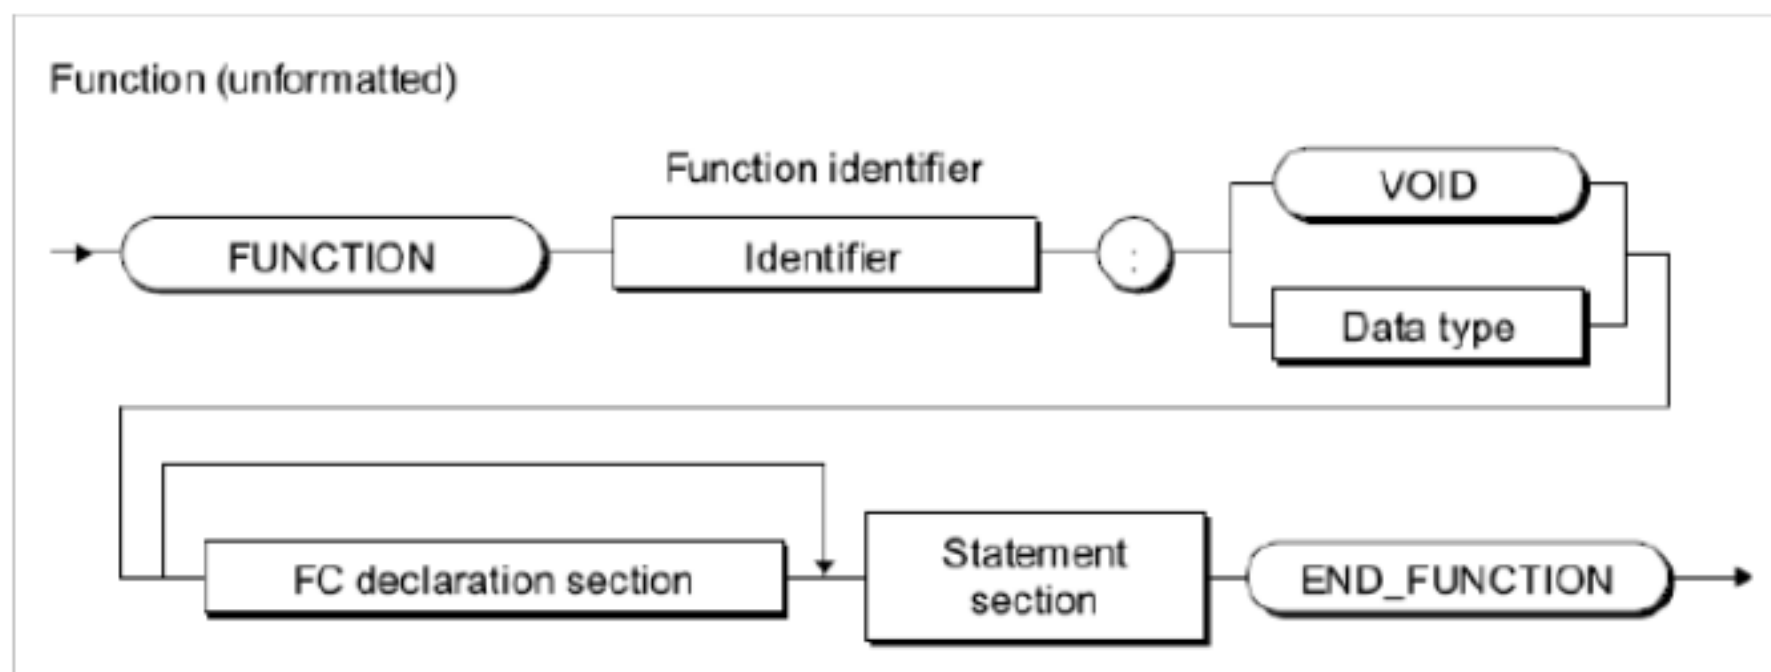 Function (unformatted)
Function identifier
VOID
FUNCTION
Identifier
:
Data type
FC declaration section
Statement
section
END_FUNCTION